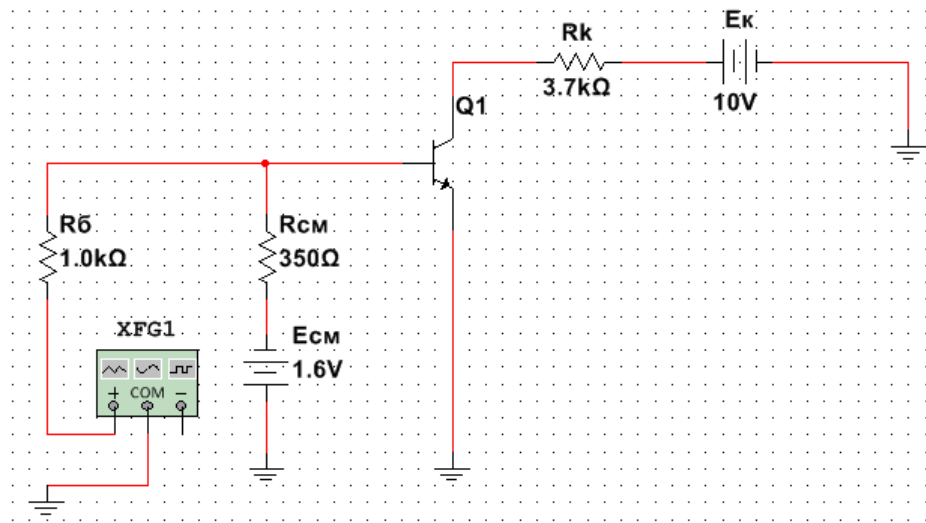 Eк
Rk
3.7kΩ
10V
Q1
Rб
1.0kΩ
Rсм
350Ω
XFG1
Eсм
1.6V
+ COM −